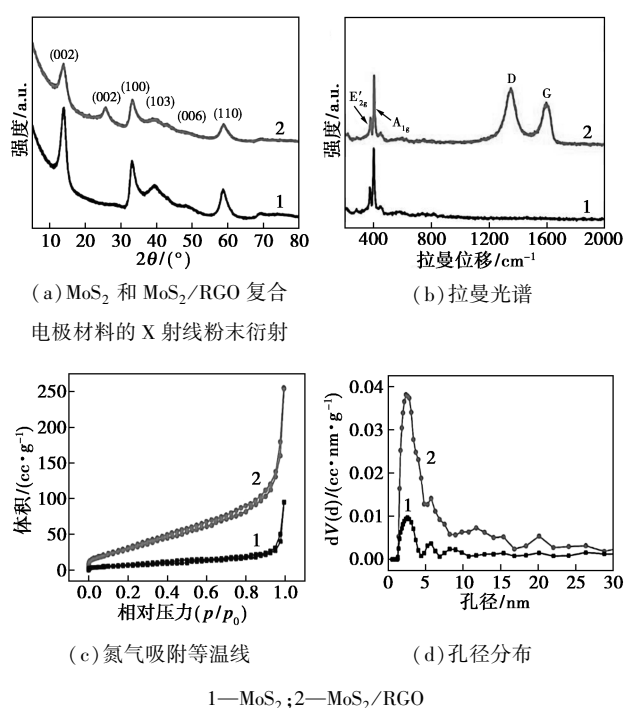 (002)
(002)
(100)
(103)
(006)
(110)
2
1
强度/a.u.
10 20 30 40 50 60 70 80
2θ/(°)
(a) MoS₂ 和 MoS₂/RGO 复合
电极材料的 X 射线粉末衍射
D
G
E′₂g
A₁g
2
1
强度/a.u.
400 1200 1600 2000
拉曼位移/cm⁻¹
(b) 拉曼光谱
250
200
150
100
50
0
体积/(cc•g⁻¹)
2
1
0.0 0.2 0.4 0.6 0.8 1.0
相对压力(p/p₀)
(c) 氮气吸附等温线
0.04
0.03
0.02
0.01
0.00
dV(d)/(cc•nm•g⁻¹)
2
1
0 5 10 15 20 25 30
孔径/nm
(d) 孔径分布
1—MoS₂;2—MoS₂/RGO